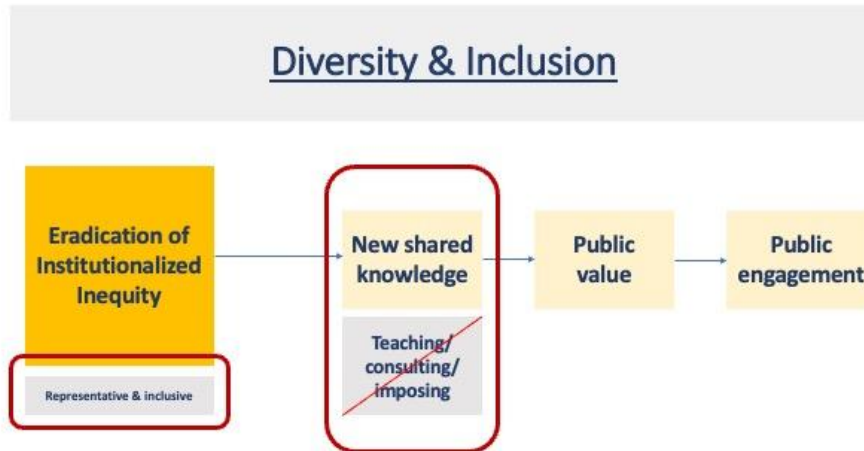 Diversity & Inclusion
Eradication of
Institutionalized
Inequity
Representative & inclusive
New shared
knowledge
Teaching/
consulting/
imposing
Public
value
Public
engagement